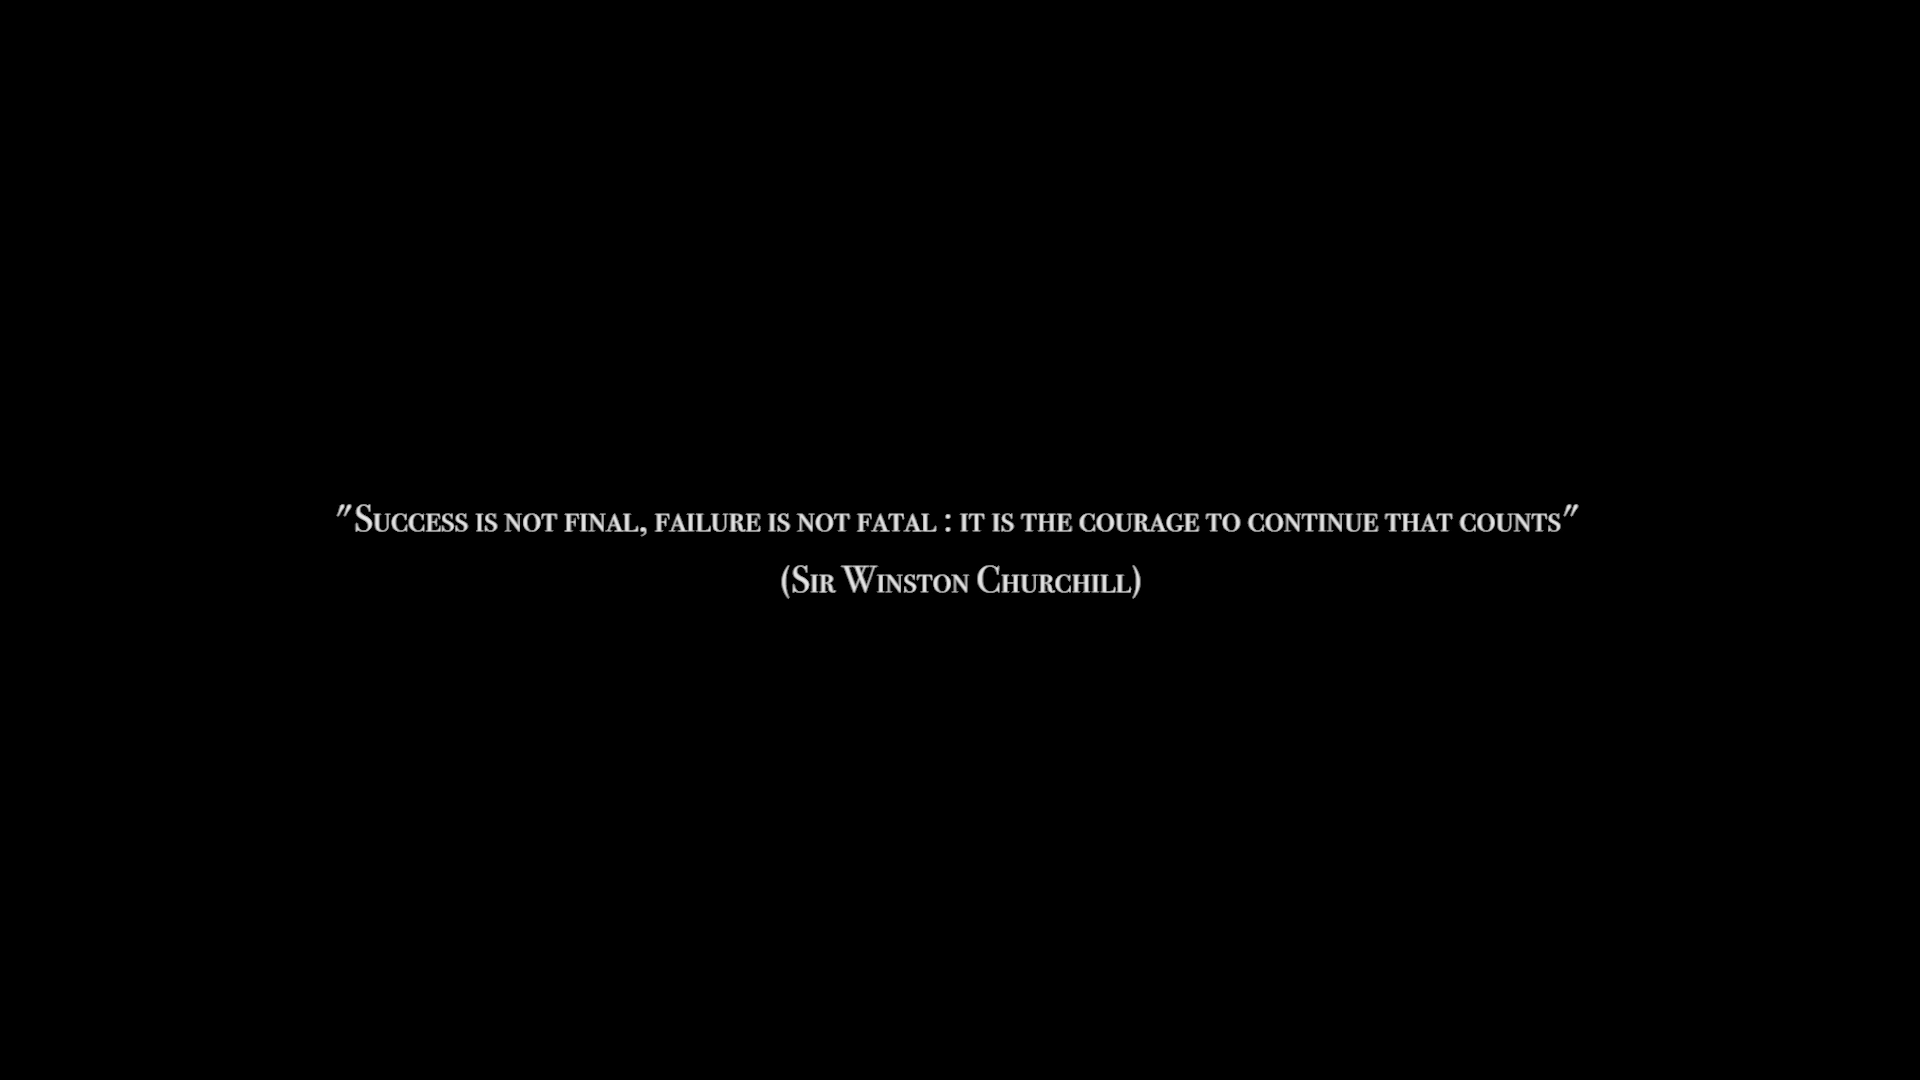 "Success is not final, failure is not fatal : it is the courage to continue that counts"
(Sir Winston Churchill)